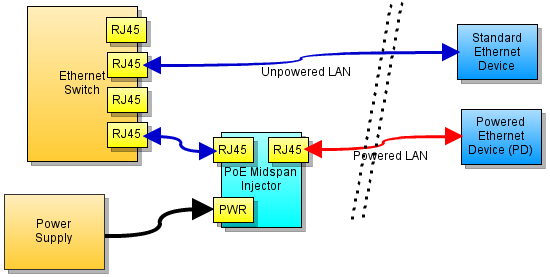 RJ45
RJ45
Ethernet
Switch
RJ45
RJ45
Unpowered LAN
Standard
Ethernet
Device
RJ45
RJ45
PoE Midspan
Injector
PWR
Powered LAN
Powered
Ethernet
Device (PD)
Power
Supply